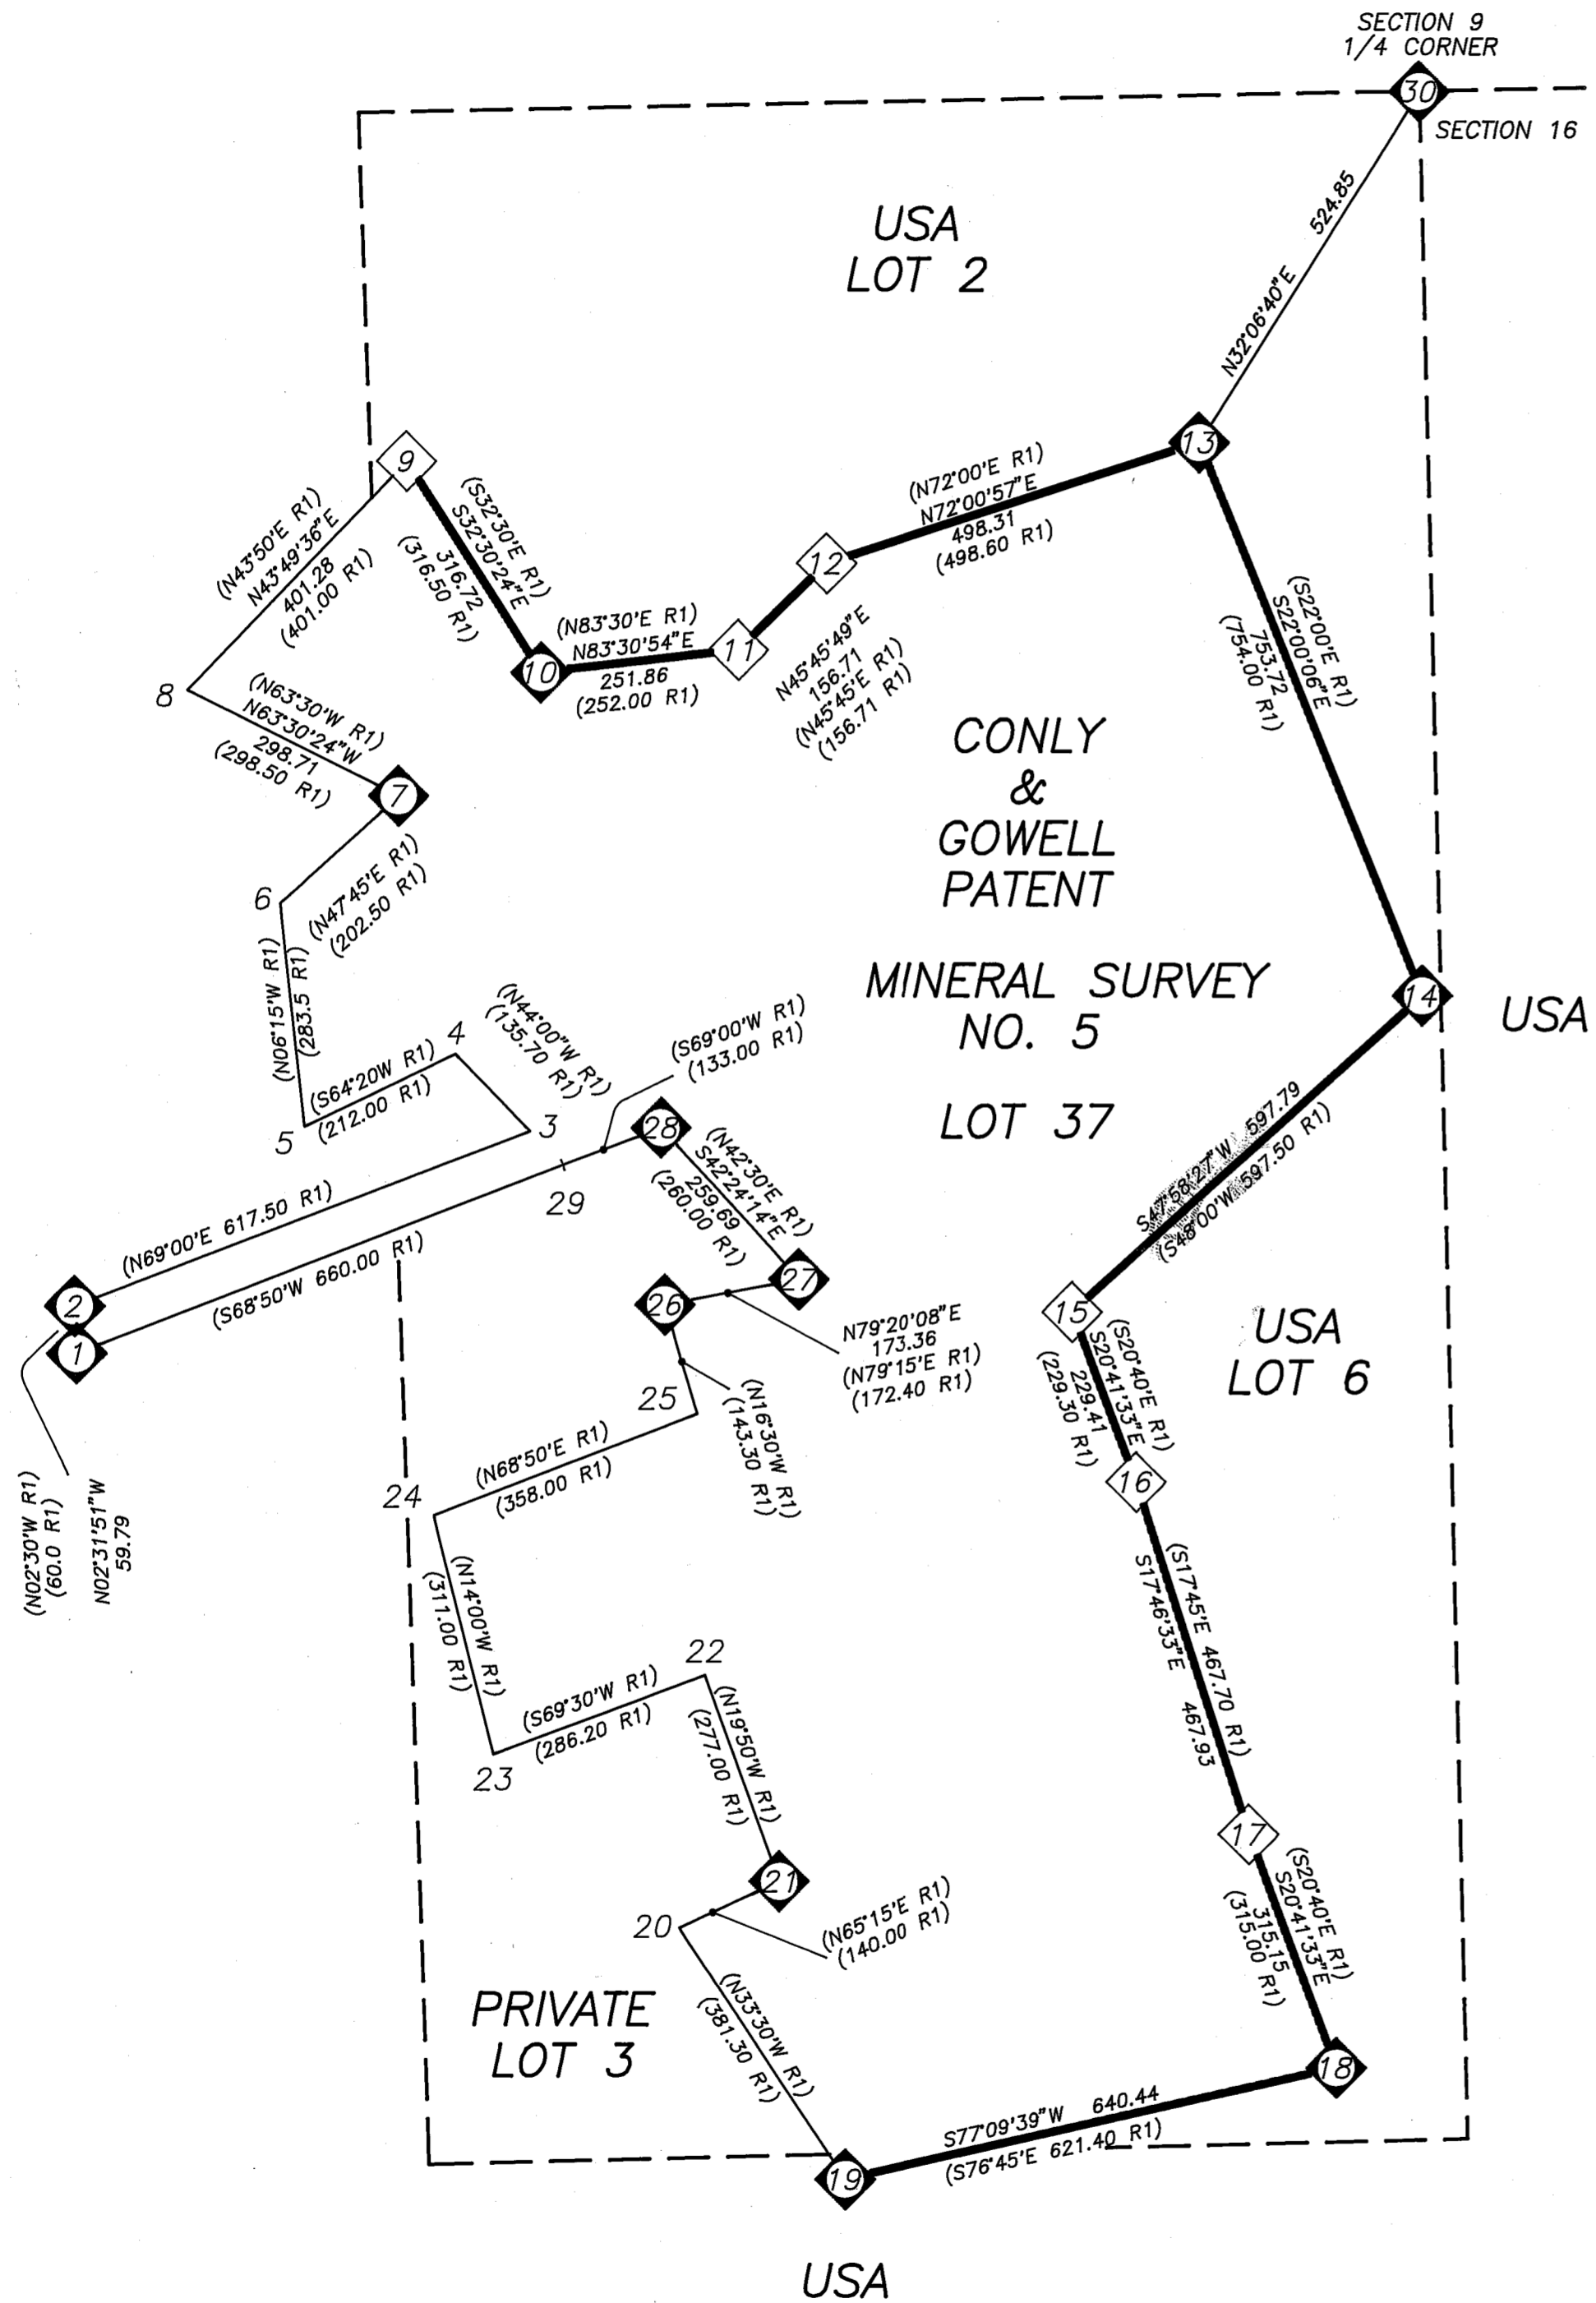 SECTION 9
1/4 CORNER
30
SECTION 16
524.85
N32°06'40"E
USA
LOT 2
13
(N72°00'E R1)
N72°00'57"E
498.31
(498.60 R1)
12
9
(S32°30'E R1)
S32°30'24"E
316.72
(316.50 R1)
(N43°50'E R1)
N43°49'36"E
401.28
(401.00 R1)
10
(N83°30'E R1)
N83°30'54"E
251.86
(252.00 R1)
11
N45°45'49"E
156.71
(N45°45'E R1)
(156.71 R1)
(S22°00'E R1)
S22°00'06"E
753.72
(754.00 R1)
8
(N63°30'W R1)
N63°30'24"W
298.71
(298.50 R1)
7
CONLY
&
GOWELL
PATENT
MINERAL SURVEY
NO. 5
LOT 37
6
(N47°45'E R1)
(202.50 R1)
(N06°15'W R1)
(283.5 R1)
14
USA
4
(N44°00"W R1)
(135.70 R1)
(S69°00'W R1)
(133.00 R1)
(S64°20W R1)
(212.00 R1)
5
3
28
29
(N42°30'E R1)
S42°24'14"E
259.69
(260.00 R1)
S47°58'27"W 597.79
(S48°00'W 597.50 R1)
(N69°00'E 617.50 R1)
(S68°50'W 660.00 R1)
2
1
27
26
15
N79°20'08"E
173.36
(N79°15'E R1)
(172.40 R1)
USA
LOT 6
(S20°40'E R1)
S20°41'33"E
229.41
(229.30 R1)
25
(N16°30'W R1)
(143.30 R1)
(N68°50'E R1)
(358.00 R1)
24
16
(N02°30'W R1)
(60.0 R1)
N02°31'51"W
59.79
(N14°00'W R1)
(311.00 R1)
(S17°45'E 467.70 R1)
S17°46'33"E 467.93
22
(S69°30'W R1)
(286.20 R1)
23
(N19°50'W R1)
(277.00 R1)
17
21
20
(N65°15'E R1)
(140.00 R1)
(S20°40'E R1)
S20°41'33"E
315.15
(315.00 R1)
PRIVATE
LOT 3
(N33°30'W R1)
(381.30 R1)
18
S77°09'39"W 640.44
(S76°45'E 621.40 R1)
19
USA